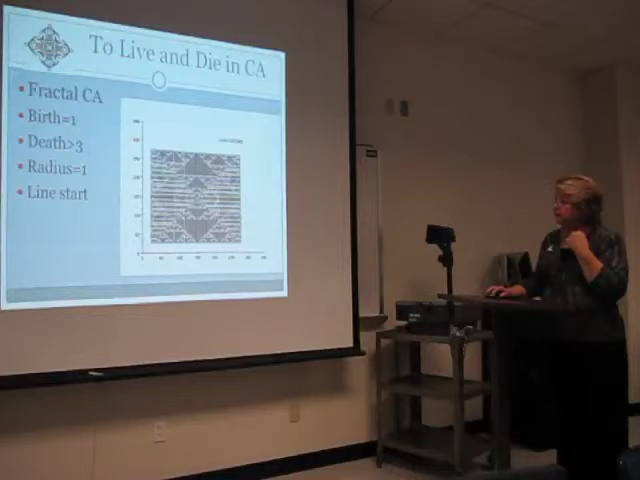 To Live and Die in CA
Fractal CA
Birth=1
Death>3
Radius=1
Line start